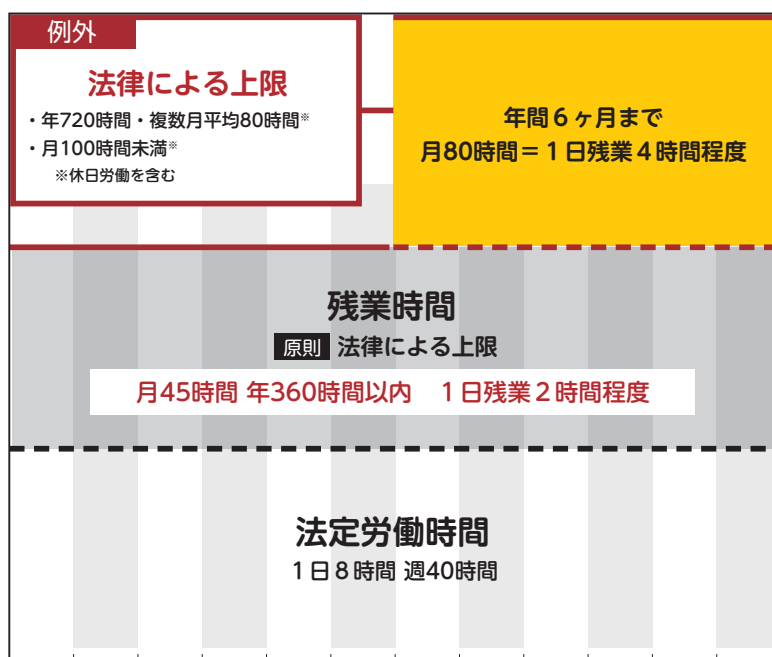 例外
法律による上限
・年720時間・複数月平均80時間※
・月100時間未満※
※休日労働を含む
年間６ヶ月まで
月80時間＝１日残業４時間程度
残業時間
原則 法律による上限
月45時間 年360時間以内　１日残業２時間程度
法定労働時間
１日８時間 週40時間